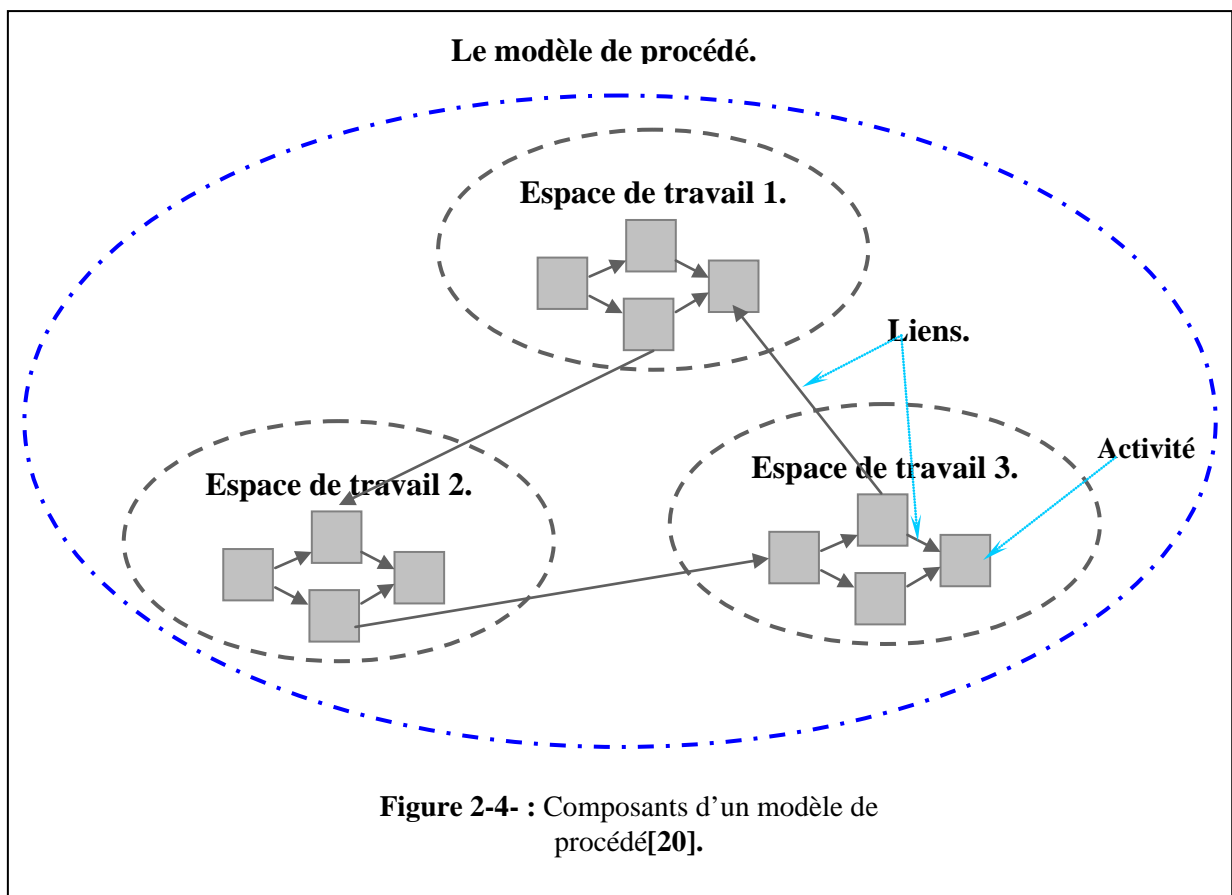 Le modèle de procédé.
Espace de travail 1.
Liens.
Activité
Espace de travail 3.
Espace de travail 2.
Figure 2-4- : Composants d’un modèle de
procédé[20].